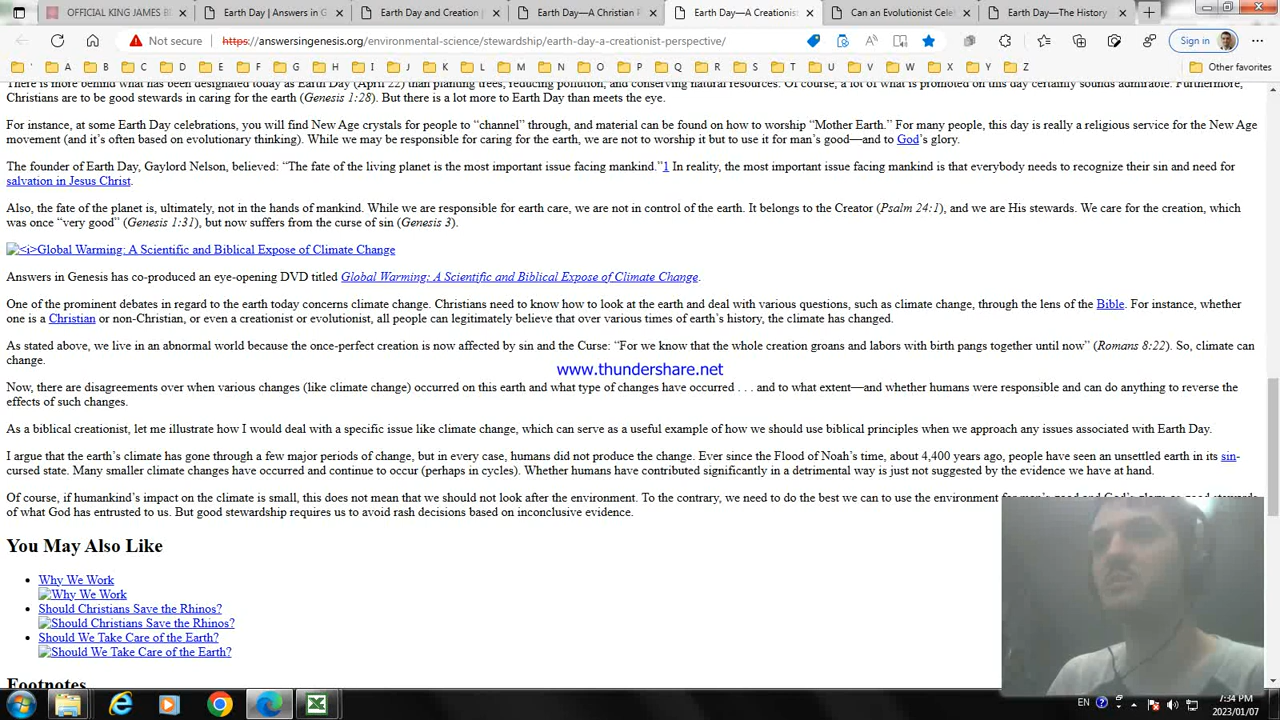 OFFICIAL KING JAMES BI
Earth Day | Answers in G
Earth Day and Creation |
Earth Day—A Christian P
Earth Day—A Creationist
Can an Evolutionist Cele
Earth Day—The History
Not secure
https://answersingenesis.org/environmental-science/stewardship/earth-day-a-creationist-perspective/
Sign in
' A B C D E F G H I J K L M N O P Q R S T U V W X Y Z Other favorites
There is more behind what has been designated today as Earth Day (April 22) than planting trees, reducing pollution, and conserving natural resources. Of course, a lot of what is promoted on this day certainly sounds admirable. Furthermore,
Christians are to be good stewards in caring for the earth (Genesis 1:28). But there is a lot more to Earth Day than meets the eye.
For instance, at some Earth Day celebrations, you will find New Age crystals for people to “channel” through, and material can be found on how to worship “Mother Earth.” For many people, this day is really a religious service for the New Age
movement (and it’s often based on evolutionary thinking). While we may be responsible for caring for the earth, we are not to worship it but to use it for man’s good—and to God’s glory.
The founder of Earth Day, Gaylord Nelson, believed: “The fate of the living planet is the most important issue facing mankind.”1 In reality, the most important issue facing mankind is that everybody needs to recognize their sin and need for
salvation in Jesus Christ.
Also, the fate of the planet is, ultimately, not in the hands of mankind. While we are responsible for earth care, we are not in control of the earth. It belongs to the Creator (Psalm 24:1), and we are His stewards. We care for the creation, which
was once “very good” (Genesis 1:31), but now suffers from the curse of sin (Genesis 3).
<i>Global Warming: A Scientific and Biblical Expose of Climate Change
Answers in Genesis has co-produced an eye-opening DVD titled Global Warming: A Scientific and Biblical Expose of Climate Change.
One of the prominent debates in regard to the earth today concerns climate change. Christians need to know how to look at the earth and deal with various questions, such as climate change, through the lens of the Bible. For instance, whether
one is a Christian or non-Christian, or even a creationist or evolutionist, all people can legitimately believe that over various times of earth’s history, the climate has changed.
As stated above, we live in an abnormal world because the once-perfect creation is now affected by sin and the Curse: “For we know that the whole creation groans and labors with birth pangs together until now” (Romans 8:22). So, climate can
change.
www.thundershare.net
Now, there are disagreements over when various changes (like climate change) occurred on this earth and what type of changes have occurred . . . and to what extent—and whether humans were responsible and can do anything to reverse the
effects of such changes.
As a biblical creationist, let me illustrate how I would deal with a specific issue like climate change, which can serve as a useful example of how we should use biblical principles when we approach any issues associated with Earth Day.
I argue that the earth’s climate has gone through a few major periods of change, but in every case, humans did not produce the change. Ever since the Flood of Noah’s time, about 4,400 years ago, people have seen an unsettled earth in its sin-
cursed state. Many smaller climate changes have occurred and continue to occur (perhaps in cycles). Whether humans have contributed significantly in a detrimental way is just not suggested by the evidence we have at hand.
Of course, if humankind’s impact on the climate is small, this does not mean that we should not look after the environment. To the contrary, we need to do the best we can to use the environment for man’s good and God’s glory, as good stewards
of what God has entrusted to us. But good stewardship requires us to avoid rash decisions based on inconclusive evidence.
You May Also Like
Why We Work
Why We Work
Should Christians Save the Rhinos?
Should Christians Save the Rhinos?
Should We Take Care of the Earth?
Should We Take Care of the Earth?
Footnotes
EN
7:34 PM
2023/01/07